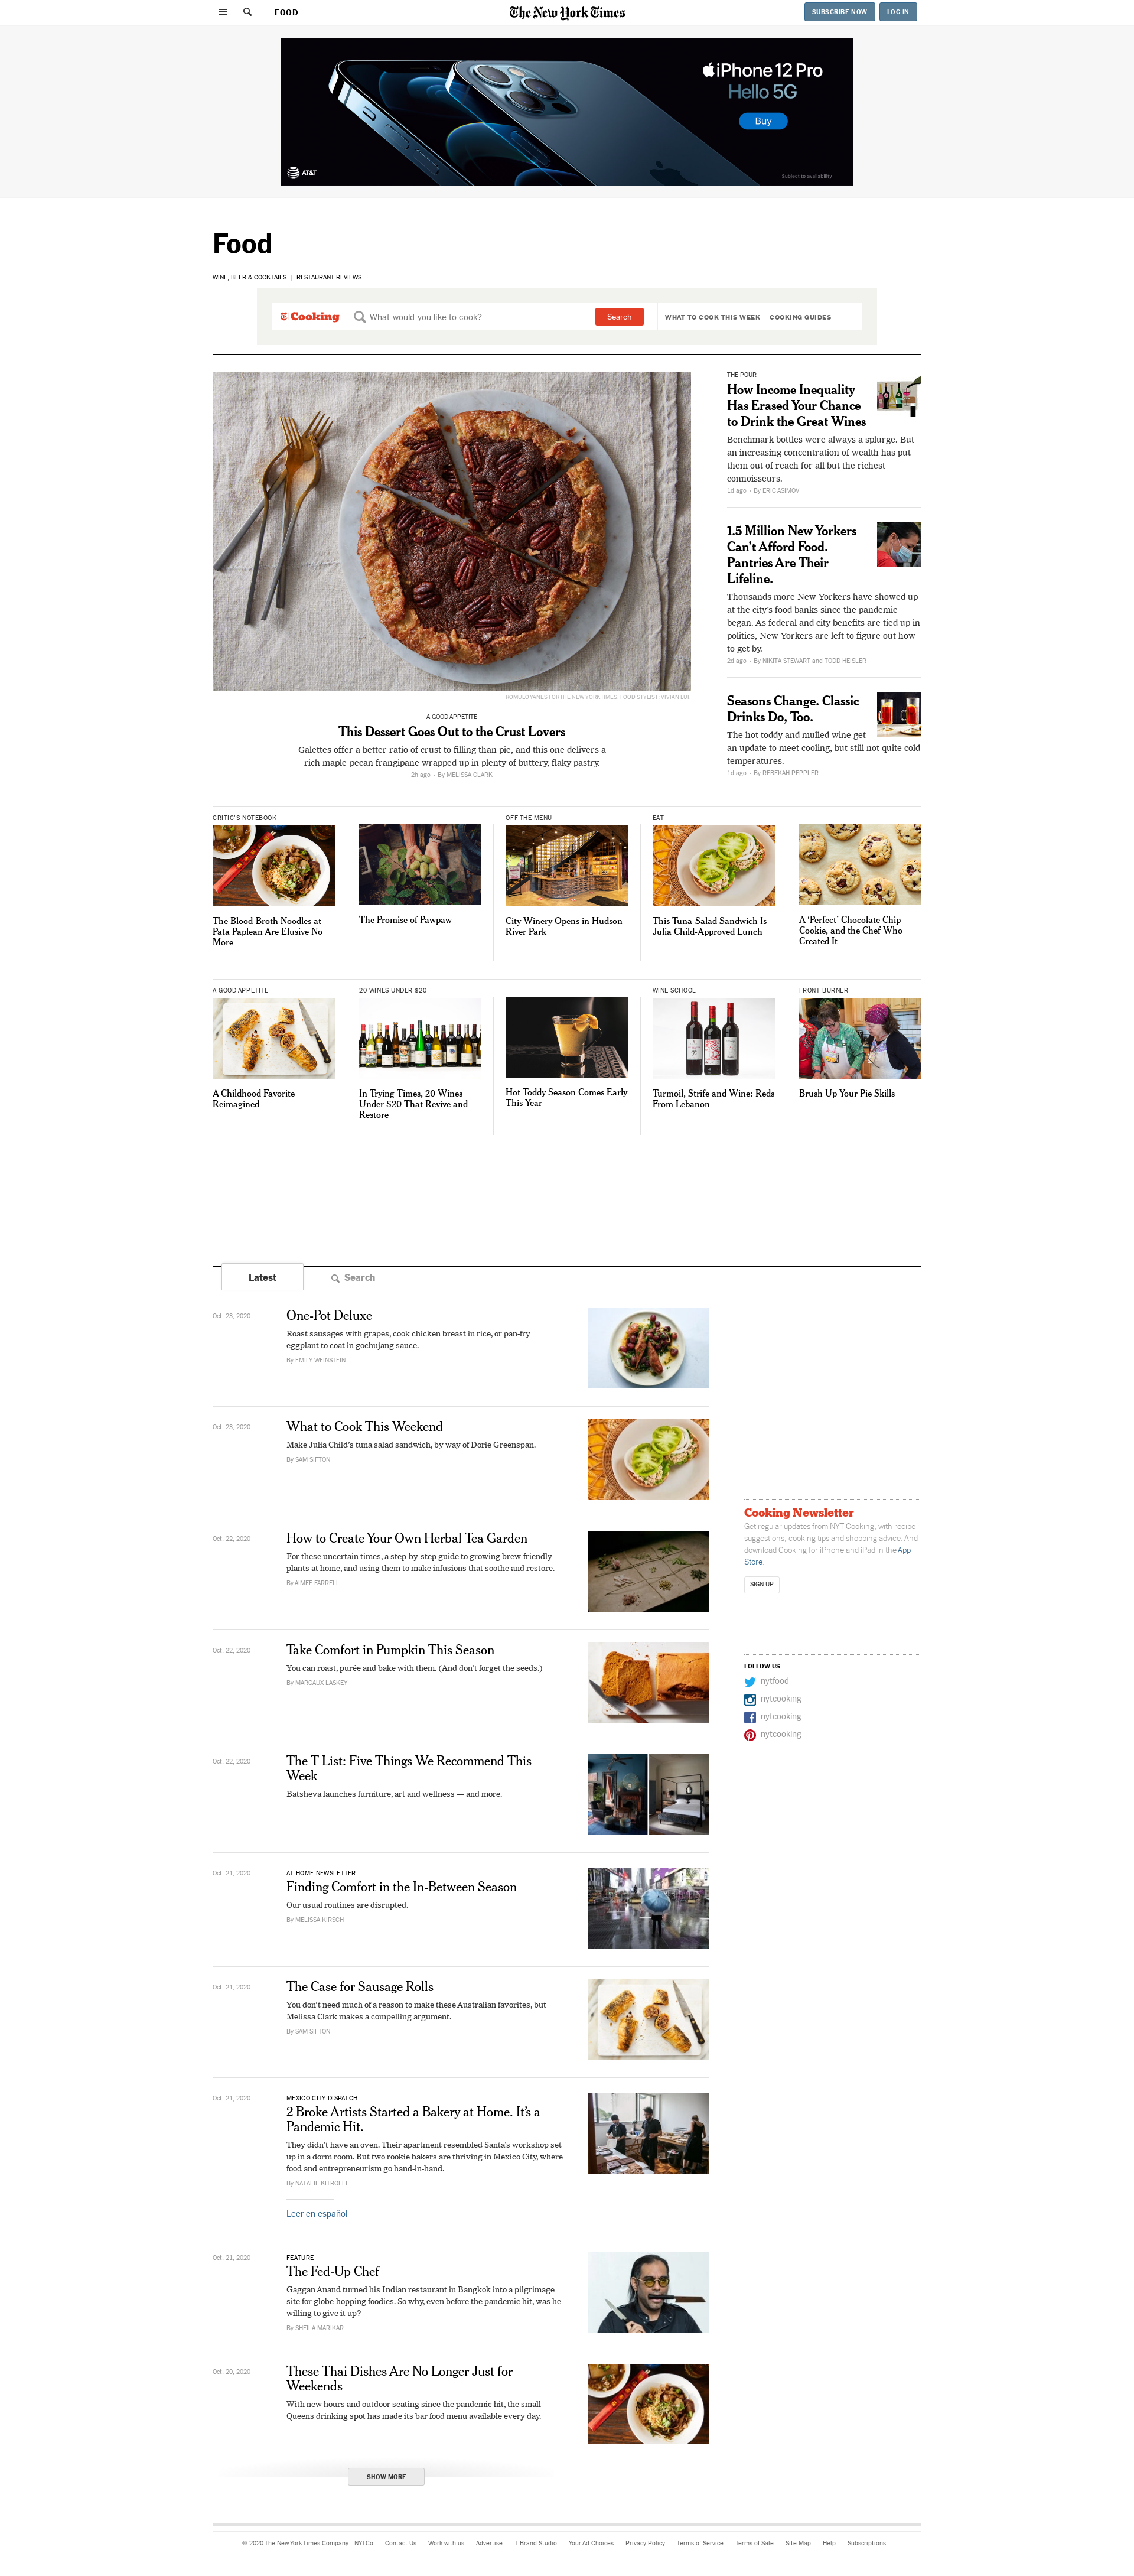 FOOD
The New York Times
SUBSCRIBE NOW
LOG IN
iPhone 12 Pro
Hello 5G
Buy
AT&T
Subject to availability
Food
WINE, BEER & COCKTAILS | RESTAURANT REVIEWS
T Cooking
What would you like to cook?
Search
WHAT TO COOK THIS WEEK
COOKING GUIDES
ROMULO YANES FOR THE NEW YORK TIMES. FOOD STYLIST: VIVIAN LUI.
A GOOD APPETITE
This Dessert Goes Out to the Crust Lovers
Galettes offer a better ratio of crust to filling than pie, and this one delivers a
rich maple-pecan frangipane wrapped up in plenty of buttery, flaky pastry.
2h ago • By MELISSA CLARK
THE POUR
How Income Inequality
Has Erased Your Chance
to Drink the Great Wines
Benchmark bottles were always a splurge. But
an increasing concentration of wealth has put
them out of reach for all but the richest
connoisseurs.
1d ago • By ERIC ASIMOV
1.5 Million New Yorkers
Can’t Afford Food.
Pantries Are Their
Lifeline.
Thousands more New Yorkers have showed up
at the city’s food banks since the pandemic
began. As federal and city benefits are tied up in
politics, New Yorkers are left to figure out how
to get by.
2d ago • By NIKITA STEWART and TODD HEISLER
Seasons Change. Classic
Drinks Do, Too.
The hot toddy and mulled wine get
an update to meet cooling, but still not quite cold
temperatures.
1d ago • By REBEKAH PEPPLER
CRITIC’S NOTEBOOK
The Blood-Broth Noodles at
Pata Paplean Are Elusive No
More
The Promise of Pawpaw
OFF THE MENU
City Winery Opens in Hudson
River Park
EAT
This Tuna-Salad Sandwich Is
Julia Child-Approved Lunch
A ‘Perfect’ Chocolate Chip
Cookie, and the Chef Who
Created It
A GOOD APPETITE
A Childhood Favorite
Reimagined
20 WINES UNDER $20
In Trying Times, 20 Wines
Under $20 That Revive and
Restore
Hot Toddy Season Comes Early
This Year
WINE SCHOOL
Turmoil, Strife and Wine: Reds
From Lebanon
FRONT BURNER
Brush Up Your Pie Skills
Latest
Search
Oct. 23, 2020
One-Pot Deluxe
Roast sausages with grapes, cook chicken breast in rice, or pan-fry
eggplant to coat in gochujang sauce.
By EMILY WEINSTEIN
Oct. 23, 2020
What to Cook This Weekend
Make Julia Child’s tuna salad sandwich, by way of Dorie Greenspan.
By SAM SIFTON
Oct. 22, 2020
How to Create Your Own Herbal Tea Garden
For these uncertain times, a step-by-step guide to growing brew-friendly
plants at home, and using them to make infusions that soothe and restore.
By AIMEE FARRELL
Oct. 22, 2020
Take Comfort in Pumpkin This Season
You can roast, purée and bake with them. (And don’t forget the seeds.)
By MARGAUX LASKEY
Oct. 22, 2020
The T List: Five Things We Recommend This
Week
Batsheva launches furniture, art and wellness — and more.
Oct. 21, 2020
AT HOME NEWSLETTER
Finding Comfort in the In-Between Season
Our usual routines are disrupted.
By MELISSA KIRSCH
Oct. 21, 2020
The Case for Sausage Rolls
You don’t need much of a reason to make these Australian favorites, but
Melissa Clark makes a compelling argument.
By SAM SIFTON
Oct. 21, 2020
MEXICO CITY DISPATCH
2 Broke Artists Started a Bakery at Home. It’s a
Pandemic Hit.
They didn’t have an oven. Their apartment resembled Santa’s workshop set
up in a dorm room. But two rookie bakers are thriving in Mexico City, where
food and entrepreneurism go hand-in-hand.
By NATALIE KITROEFF
Leer en español
Oct. 21, 2020
FEATURE
The Fed-Up Chef
Gaggan Anand turned his Indian restaurant in Bangkok into a pilgrimage
site for globe-hopping foodies. So why, even before the pandemic hit, was he
willing to give it up?
By SHEILA MARIKAR
Oct. 20, 2020
These Thai Dishes Are No Longer Just for
Weekends
With new hours and outdoor seating since the pandemic hit, the small
Queens drinking spot has made its bar food menu available every day.
SHOW MORE
Cooking Newsletter
Get regular updates from NYT Cooking, with recipe
suggestions, cooking tips and shopping advice. And
download Cooking for iPhone and iPad in the App
Store.
SIGN UP
FOLLOW US
nytfood
nytcooking
nytcooking
nytcooking
© 2020 The New York Times Company NYTCo Contact Us Work with us Advertise T Brand Studio Your Ad Choices Privacy Policy Terms of Service Terms of Sale Site Map Help Subscriptions